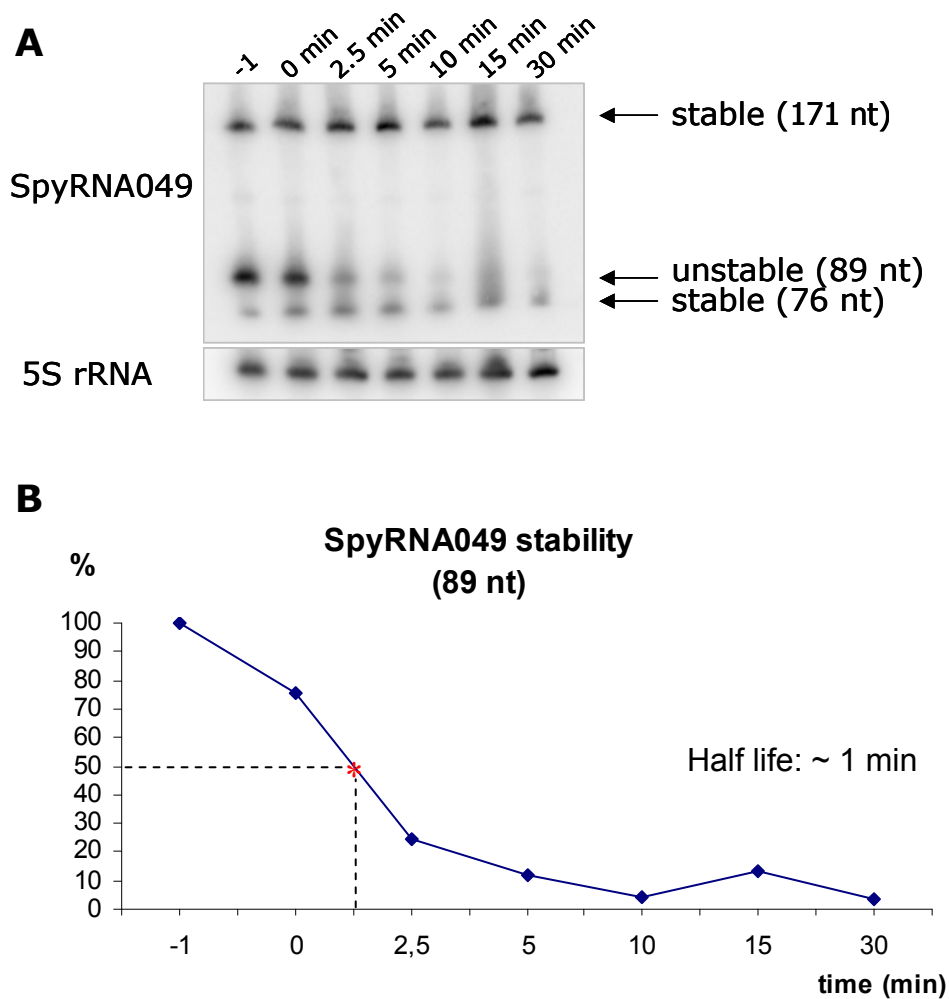 A
-1 0 min 2.5 min 5 min 10 min 15 min 30 min
stable (171 nt)
SpyRNA049
unstable (89 nt)
stable (76 nt)
5S rRNA
B
SpyRNA049 stability
(89 nt)
%
100
90
80
70
60
50
40
30
20
10
0
Half life: ~ 1 min
-1 0 2,5 5 10 15 30
time (min)